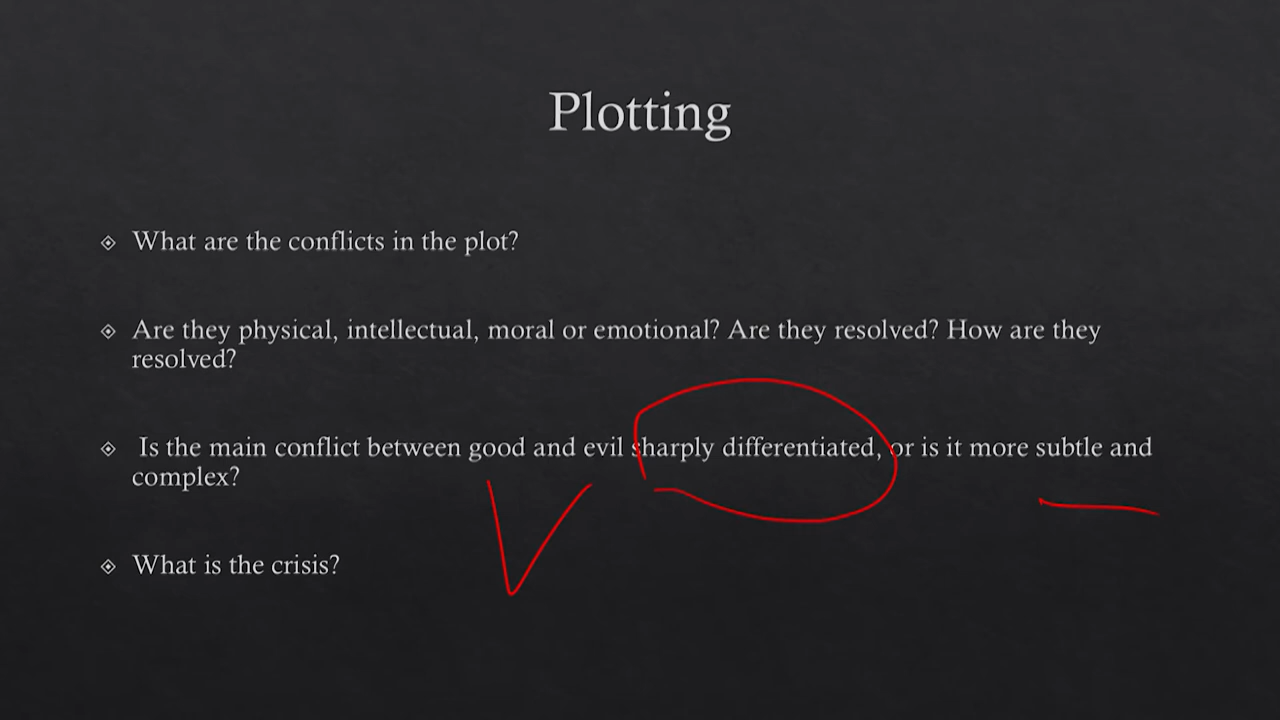 Plotting
What are the conflicts in the plot?
Are they physical, intellectual, moral or emotional? Are they resolved? How are they
resolved?
Is the main conflict between good and evil sharply differentiated, or is it more subtle and
complex?
What is the crisis?